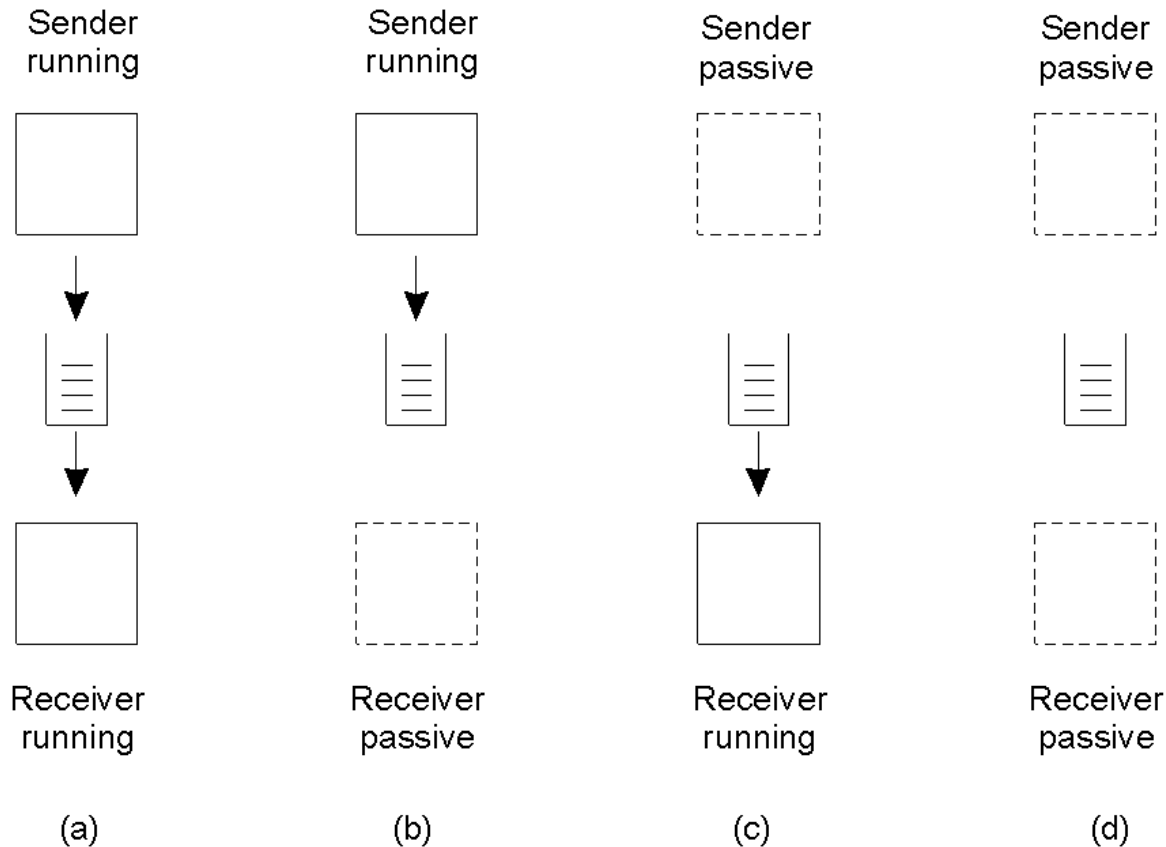 Sender
running
Sender
running
Sender
passive
Sender
passive
Receiver
running
Receiver
passive
Receiver
running
Receiver
passive
(a)
(b)
(c)
(d)